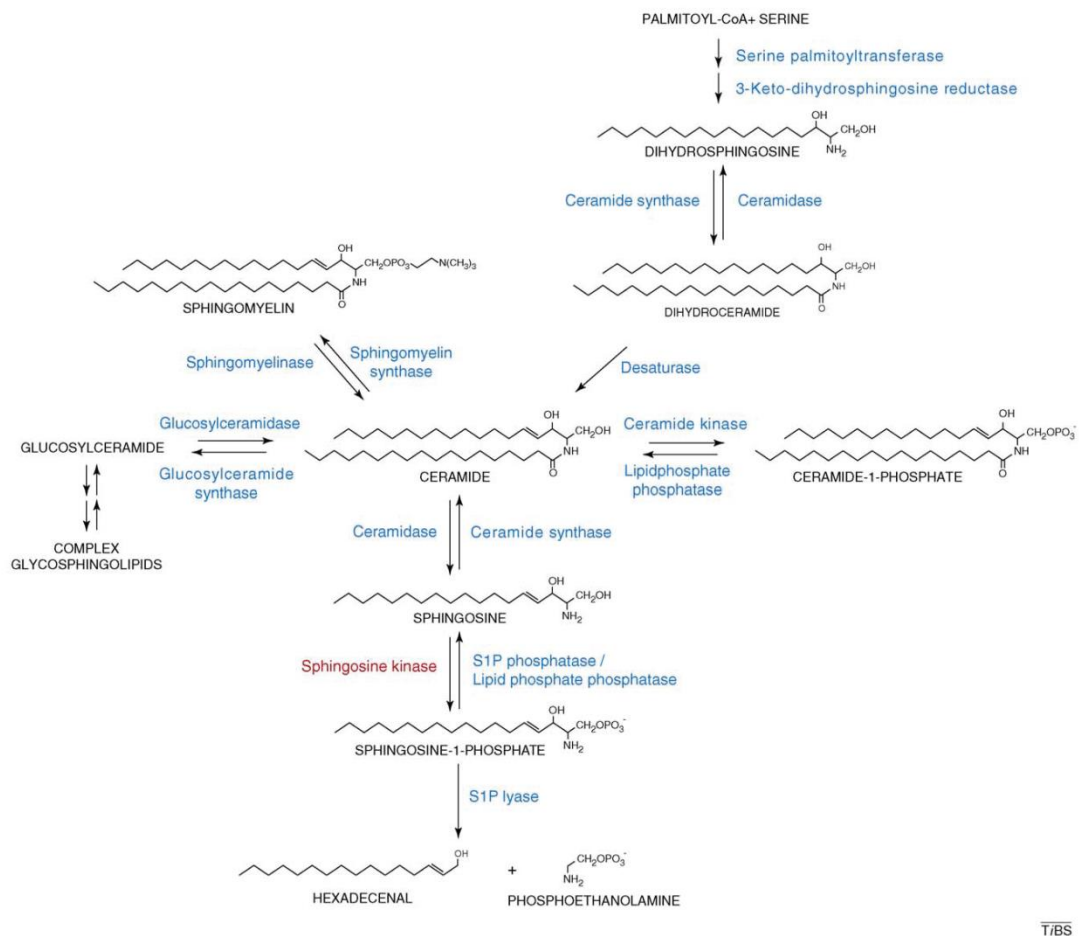 PALMITOYL-CoA+ SERINE
Serine palmitoyltransferase
3-Keto-dihydrosphingosine reductase
OH
CH2OH
NH2
DIHYDROSPHINGOSINE
Ceramide synthase
Ceramidase
OH
CH2OPO3
N(CH3)3
NH
O
SPHINGOMYELIN
OH
CH2OH
NH
O
DIHYDROCERAMIDE
Sphingomyelinase
Sphingomyelin
synthase
Desaturase
GLUCOSYLCERAMIDE
Glucosylceramidase
Glucosylceramide
synthase
COMPLEX
GLYCOSPHINGOLIPIDS
OH
CH2OH
NH
O
CERAMIDE
Ceramide kinase
Lipidphosphate
phosphatase
OH
CH2OPO3-
NH
O
CERAMIDE-1-PHOSPHATE
Ceramidase
Ceramide synthase
OH
CH2OH
NH2
SPHINGOSINE
Sphingosine kinase
S1P phosphatase /
Lipid phosphate phosphatase
OH
CH2OPO3-
NH2
SPHINGOSINE-1-PHOSPHATE
S1P lyase
OH
HEXADECENAL
+
CH2OPO3-
NH2
PHOSPHOETHANOLAMINE
TiBS